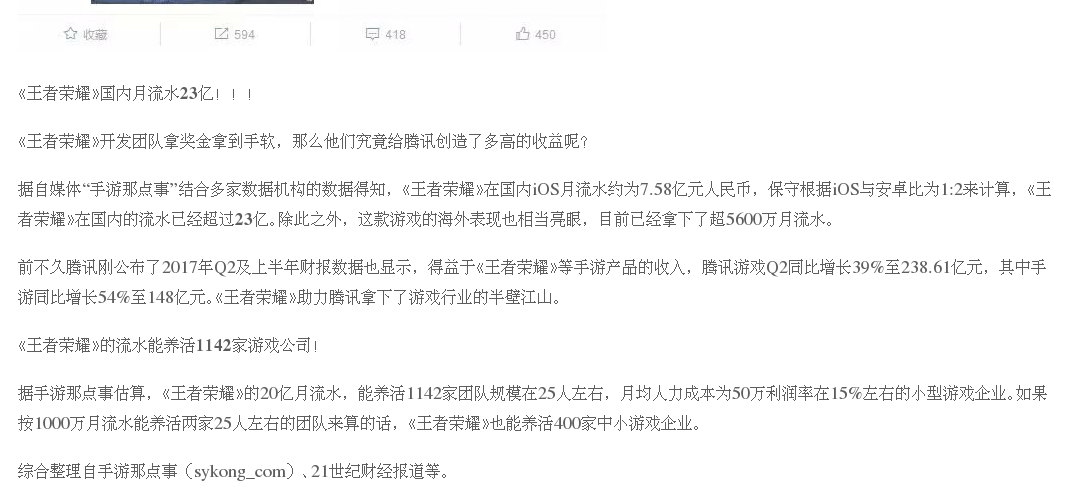 收藏 594 418 450
《王者荣耀》国内月流水23亿！！！
《王者荣耀》开发团队拿奖金拿到手软，那么他们究竟给腾讯创造了多高的收益呢？
据自媒体“手游那点事”结合多家数据机构的数据得知，《王者荣耀》在国内iOS月流水约为7.58亿元人民币，保守根据iOS与安卓比为1:2来计算，《王
者荣耀》在国内的流水已经超过23亿。除此之外，这款游戏的海外表现也相当亮眼，目前已经拿下了超5600万月流水。
前不久腾讯刚公布了2017年Q2及上半年财报数据也显示，得益于《王者荣耀》等手游产品的收入，腾讯游戏Q2同比增长39%至238.61亿元，其中手
游同比增长54%至148亿元。《王者荣耀》助力腾讯拿下了游戏行业的半壁江山。
《王者荣耀》的流水能养活1142家游戏公司！
据手游那点事估算，《王者荣耀》的20亿月流水，能养活1142家团队规模在25人左右，月均人力成本为50万利润率在15%左右的小型游戏企业。如果
按1000万月流水能养活两家25人左右的团队来算的话，《王者荣耀》也能养活400家中小游戏企业。
综合整理自手游那点事（sykong_com）、21世纪财经报道等。